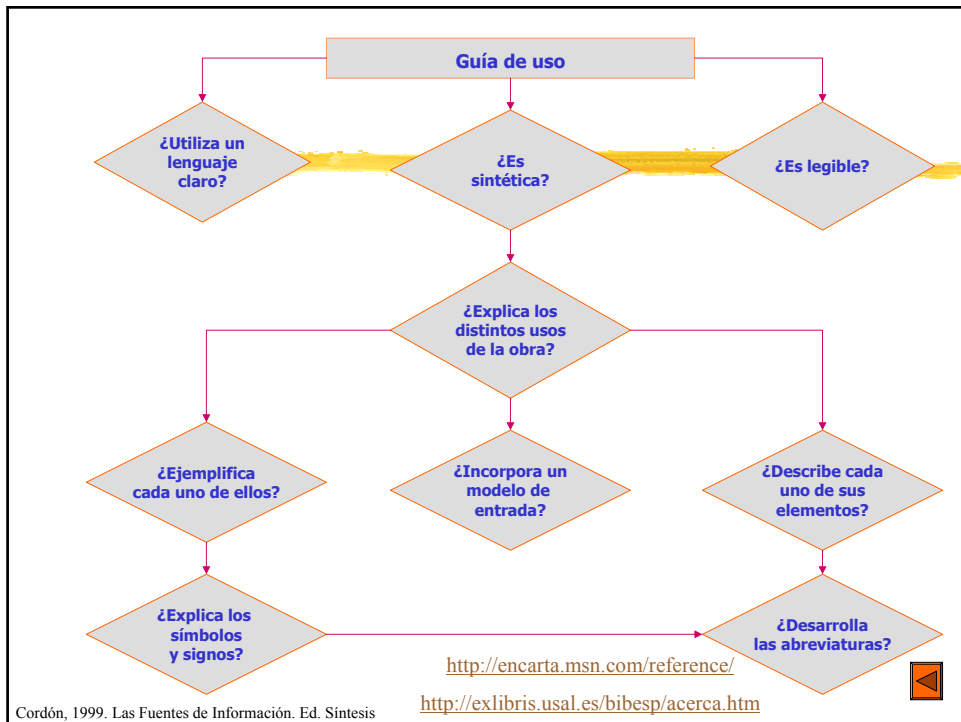 Guía de uso
¿Utiliza un
lenguaje
claro?
¿Es
sintética?
¿Es legible?
¿Explica los
distintos usos
de la obra?
¿Ejemplifica
cada uno de ellos?
¿Incorpora un
modelo de
entrada?
¿Describe cada
uno de sus
elementos?
¿Explica los
símbolos
y signos?
¿Desarrolla
las abreviaturas?
http://encarta.msn.com/reference/
http://exlibris.usal.es/bibesp/acerca.htm
Cordón, 1999. Las Fuentes de Información. Ed. Síntesis